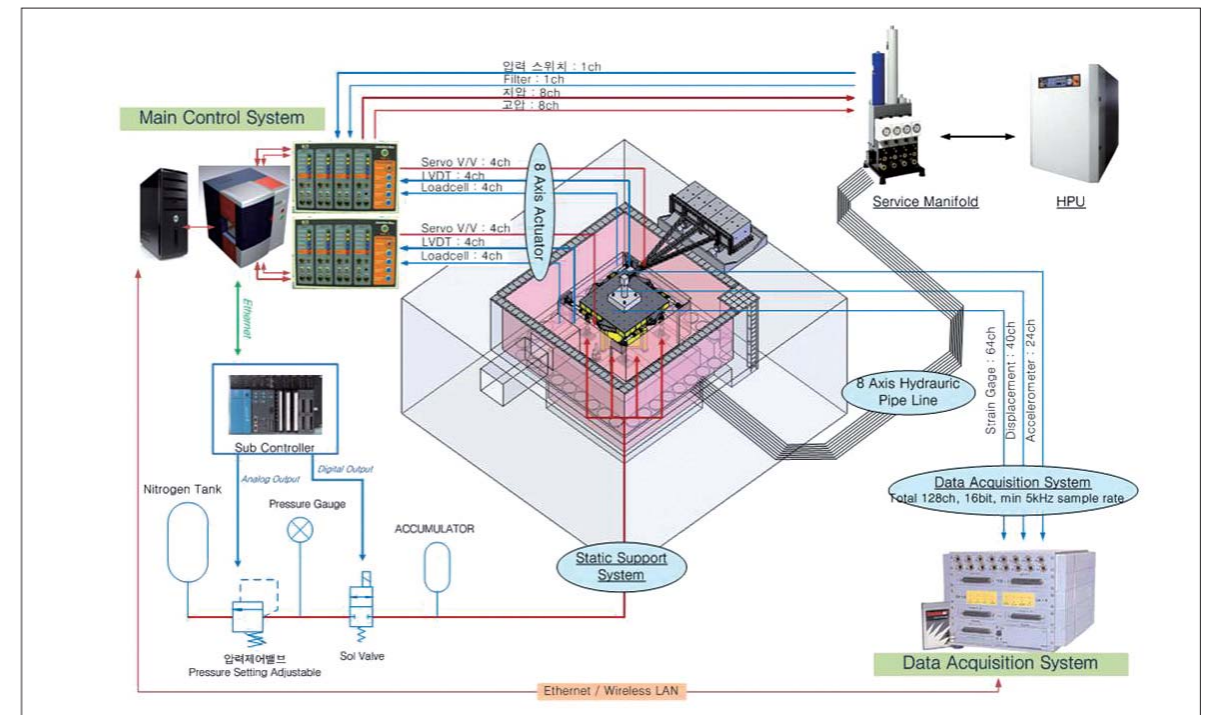 압력 스위치 : 1ch
Filter : 1ch
저압 : 8ch
고압 : 8ch
Main Control System
Servo V/V : 4ch
LVDT : 4ch
Loadcell : 4ch
Servo V/V : 4ch
LVDT : 4ch
Loadcell : 4ch
8 Axis Actuator
Service Manifold
HPU
Ethernet
Sub Controller
Analog Output
Digital Output
Nitrogen Tank
Pressure Gauge
ACCUMULATOR
압력제어밸브
Pressure Setting Adjustable
Sol Valve
Static Support
System
8 Axis Hydrauric
Pipe Line
Strain Gage : 64ch
Displacement : 40ch
Accelerometer : 24ch
Data Acquisition System
Total 128ch, 16bit, min 5kHz sample rate
Data Acquisition System
Ethernet / Wireless LAN